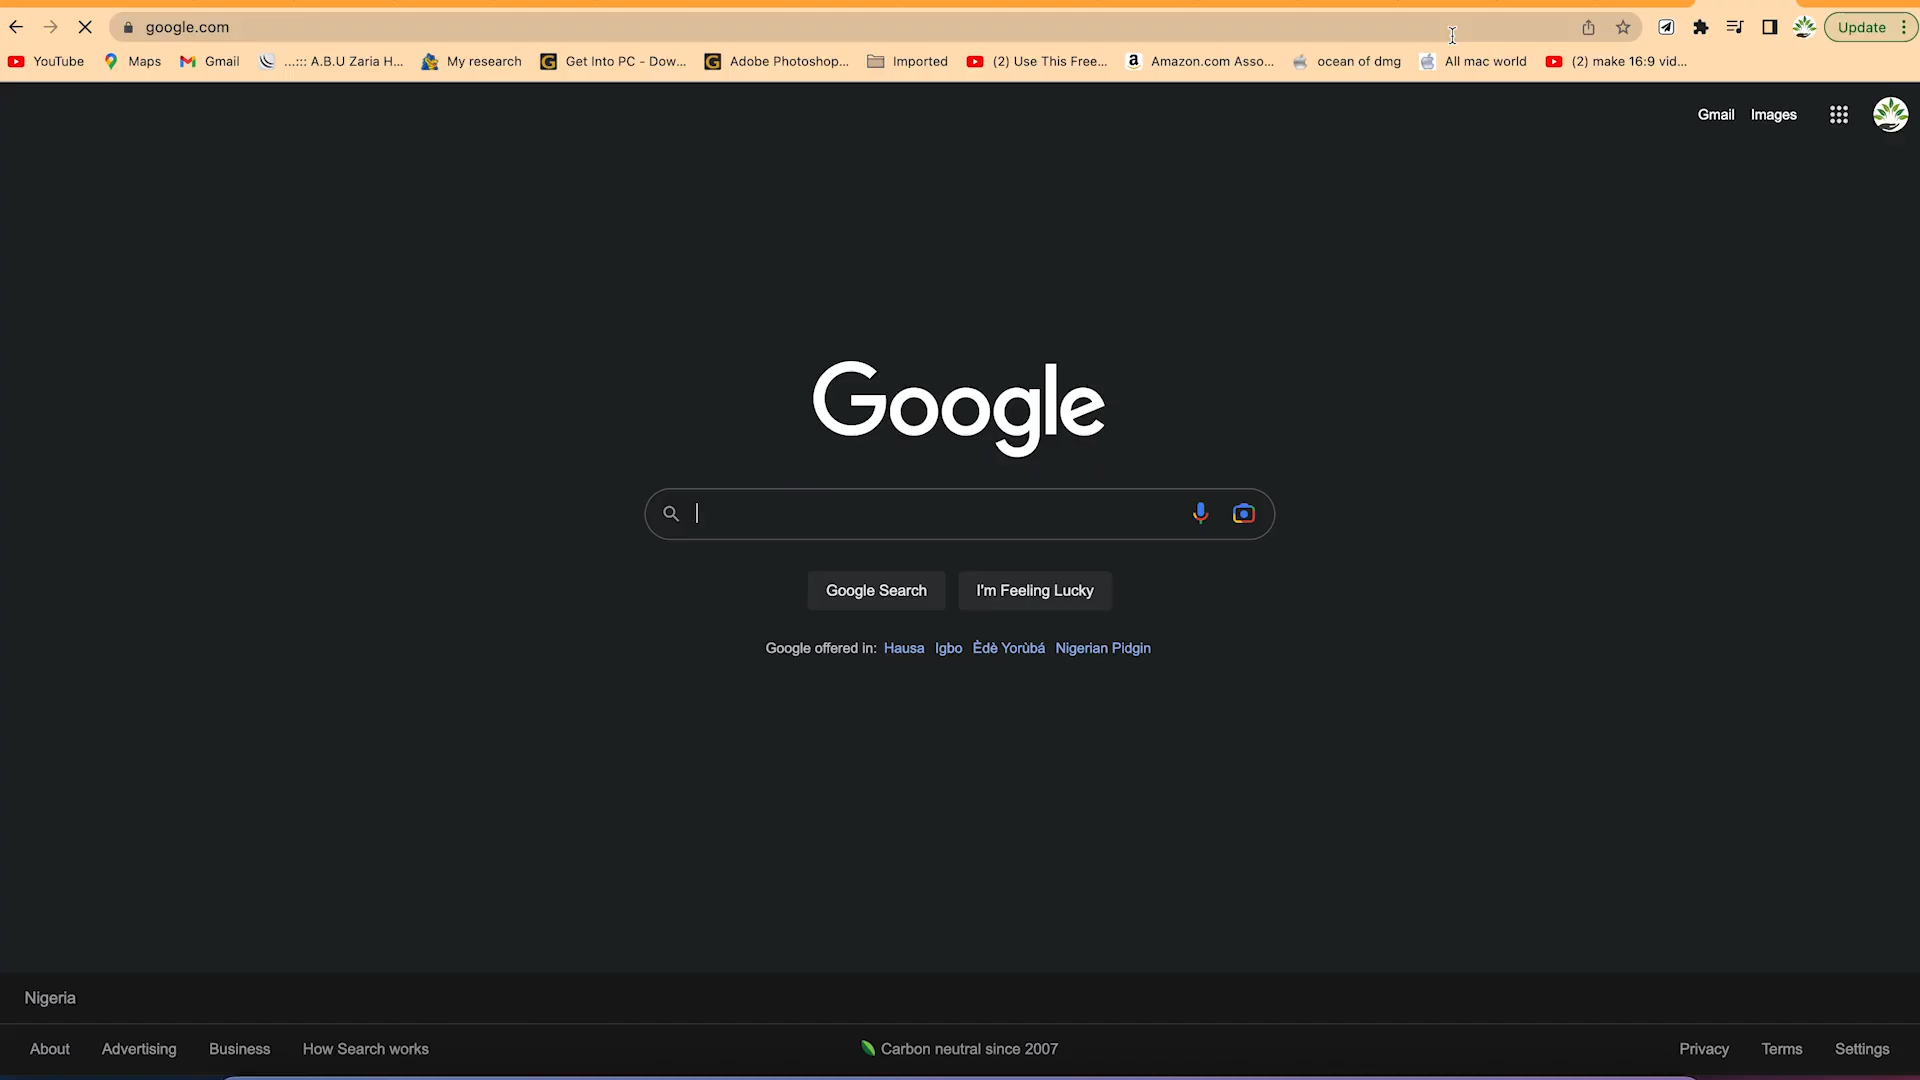 google.com
Update
YouTube Maps Gmail ...::: A.B.U Zaria H... My research Get Into PC - Dow... Adobe Photoshop... Imported (2) Use This Free... Amazon.com Asso... ocean of dmg All mac world (2) make 16:9 vid...
Gmail Images
Google
Google Search I'm Feeling Lucky
Google offered in: Hausa Igbo Èdè Yorùbá Nigerian Pidgin
Nigeria
About Advertising Business How Search works Carbon neutral since 2007 Privacy Terms Settings